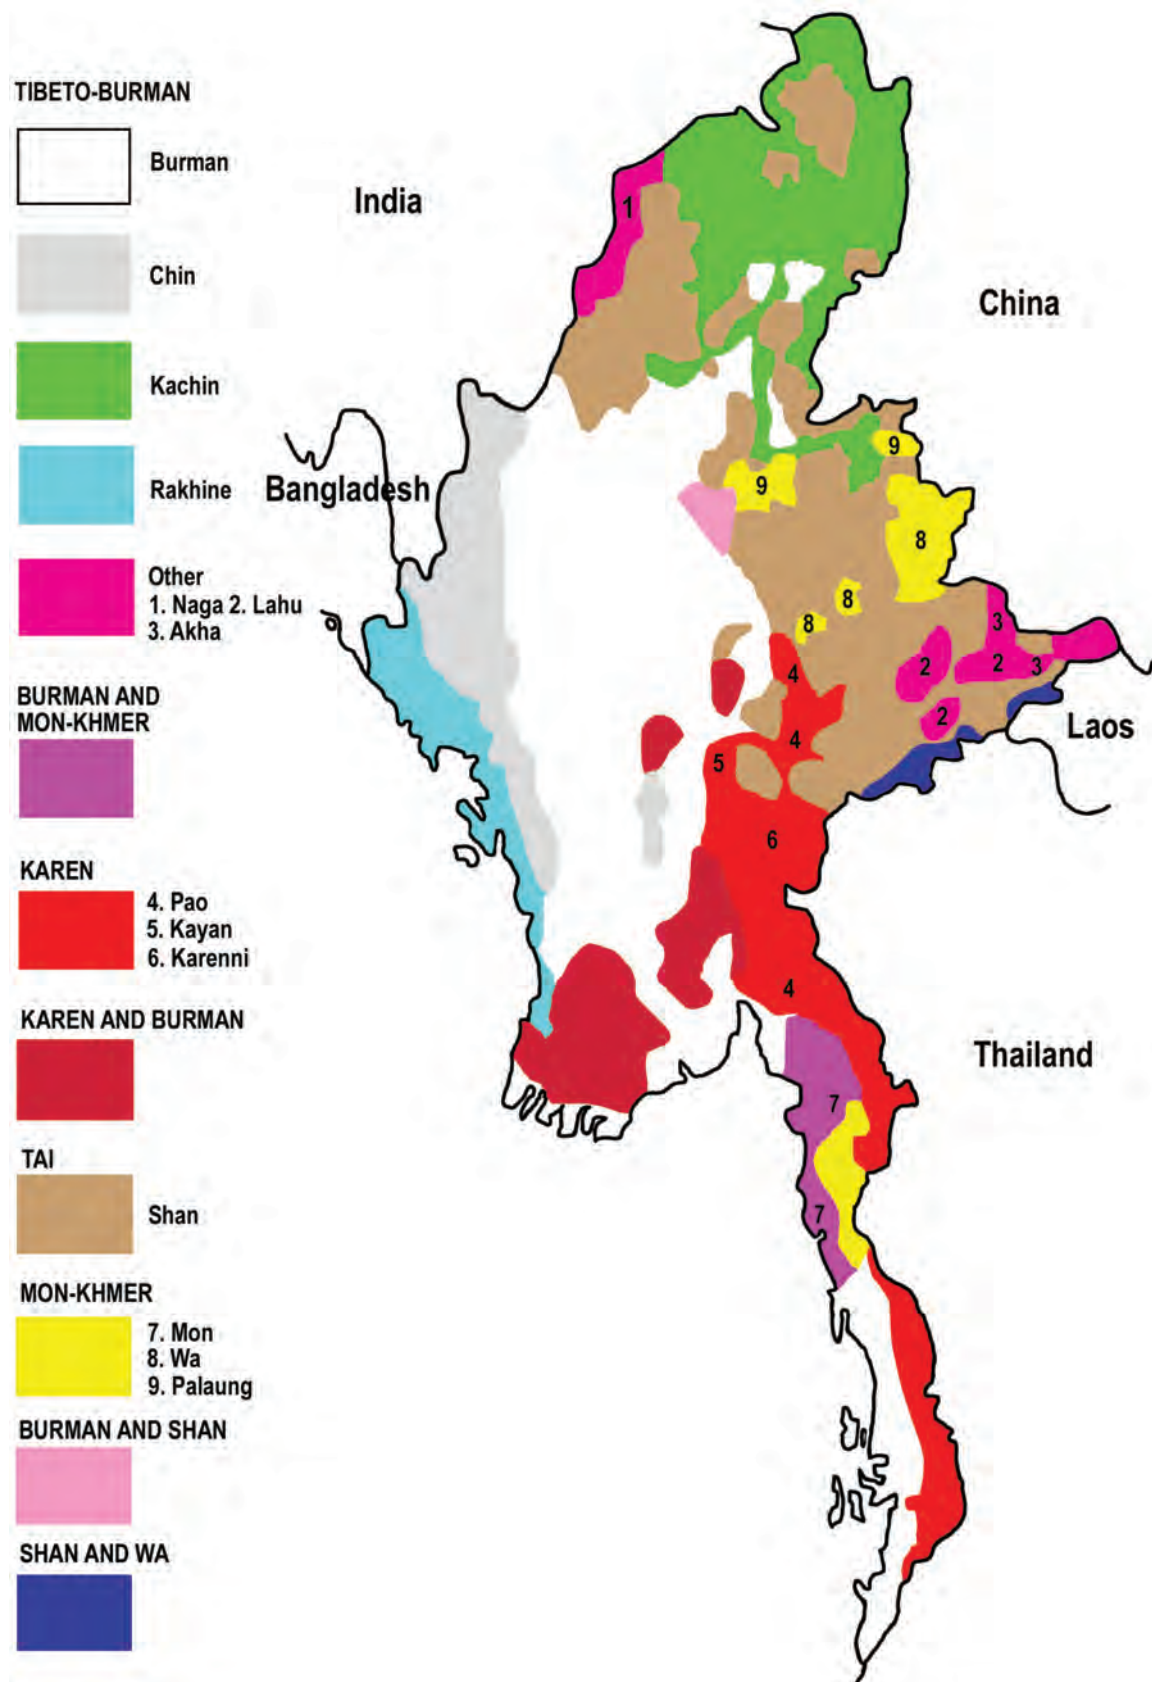 TIBETO-BURMAN
Burman
Chin
Kachin
Rakhine
Other
1. Naga 2. Lahu
3. Akha
BURMAN AND
MON-KHMER
KAREN
4. Pao
5. Kayan
6. Karenni
KAREN AND BURMAN
TAI
Shan
MON-KHMER
7. Mon
8. Wa
9. Palaung
BURMAN AND SHAN
SHAN AND WA
India
China
Bangladesh
Laos
Thailand
1
9
9
8
8
8
3
2
2
3
2
4
4
5
6
4
7
7